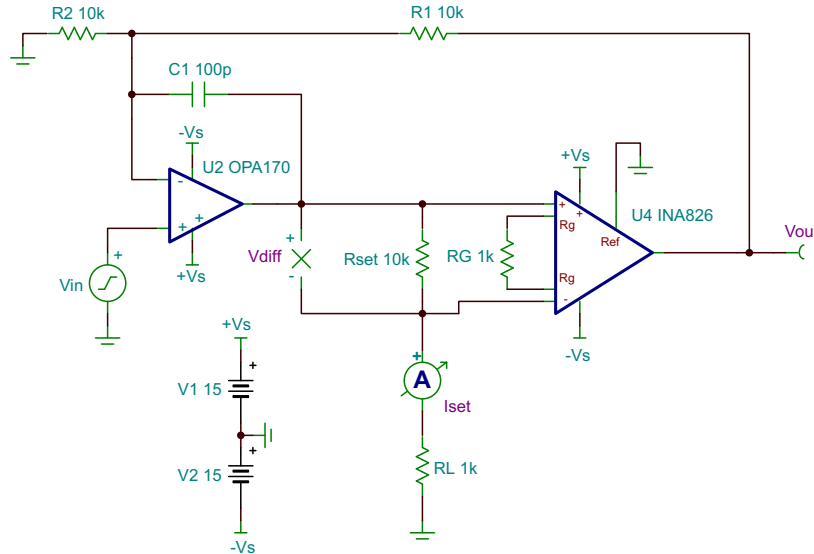 R2 10k
R1 10k
C1 100p
-Vs
U2 OPA170
-
+
+
+Vs
Vin
+
Vdiff
+
-
Rset 10k
RG 1k
+Vs
+
+
Rg
Rg
-
Ref
U4 INA826
-Vs
Vou
+Vs
V1 15
+
V2 15
+
-Vs
+
A
Iset
RL 1k